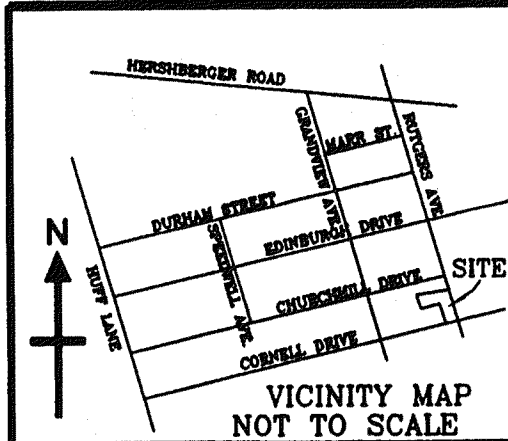 HERSHBERGER ROAD
GRANDVIEW AVE.
MARR ST.
RUTGERS AVE.
DURHAM STREET
SPEEDWELL AVE.
EDINBURGH DRIVE
N
HUFF LANE
CHURCHILL DRIVE
SITE
CORNELL DRIVE
VICINITY MAP
NOT TO SCALE